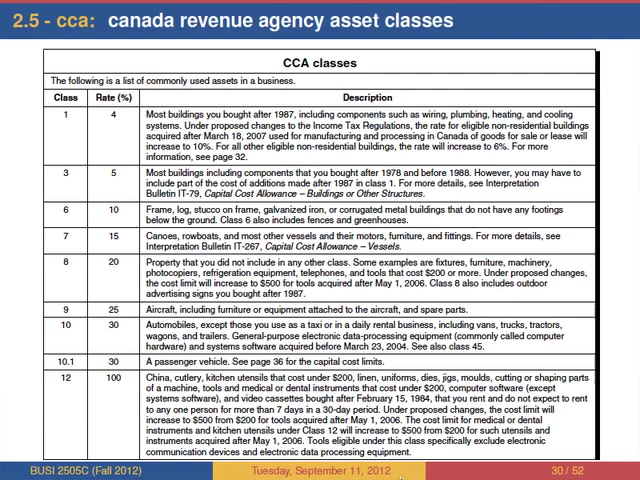 2.5 - cca: canada revenue agency asset classes
CCA classes
The following is a list of commonly used assets in a business.
Class Rate (%) Description
1 4 Most buildings you bought after 1987, including components such as wiring, plumbing, heating, and cooling
systems. Under proposed changes to the Income Tax Regulations, the rate for eligible non-residential buildings
acquired after March 18, 2007 used for manufacturing and processing in Canada of goods for sale or lease will
increase to 10%. For all other eligible non-residential buildings, the rate will increase to 6%. For more
information, see page 32.
3 5 Most buildings including components that you bought after 1978 and before 1988. However, you may have to
include part of the cost of additions made after 1987 in class 1. For more details, see Interpretation
Bulletin IT-79, Capital Cost Allowance – Buildings or Other Structures.
6 10 Frame, log, stucco on frame, galvanized iron, or corrugated metal buildings that do not have any footings
below the ground. Class 6 also includes fences and greenhouses.
7 15 Canoes, rowboats, and most other vessels and their motors, furniture, and fittings. For more details, see
Interpretation Bulletin IT-267, Capital Cost Allowance – Vessels.
8 20 Property that you did not include in any other class. Some examples are fixtures, furniture, machinery,
photocopiers, refrigeration equipment, telephones, and tools that cost $200 or more. Under proposed changes,
the cost limit will increase to $500 for tools acquired after May 1, 2006. Class 8 also includes outdoor
advertising signs you bought after 1987.
9 25 Aircraft, including furniture or equipment attached to the aircraft, and spare parts.
10 30 Automobiles, except those you use as a taxi or in a daily rental business, including vans, trucks, tractors,
wagons, and trailers. General-purpose electronic data-processing equipment (commonly called computer
hardware) and systems software acquired before March 23, 2004. See also class 45.
10.1 30 A passenger vehicle. See page 36 for the capital cost limits.
12 100 China, cutlery, kitchen utensils that cost under $200, linen, uniforms, dies, jigs, moulds, cutting or shaping parts
of a machine, tools and medical or dental instruments that cost under $200, computer software (except
systems software), and video cassettes bought after February 15, 1984, that you rent and do not expect to rent
to any one person for more than 7 days in a 30-day period. Under proposed changes, the cost limit will
increase to $500 from $200 for tools acquired after May 1, 2006. The cost limit for medical or dental
instruments and kitchen utensils under Class 12 will increase to $500 from $200 for such utensils and
instruments acquired after May 1, 2006. Tools eligible under this class specifically exclude electronic
communication devices and electronic data processing equipment.
BUSI 2505C (Fall 2012) Tuesday, September 11, 2012 30 / 52